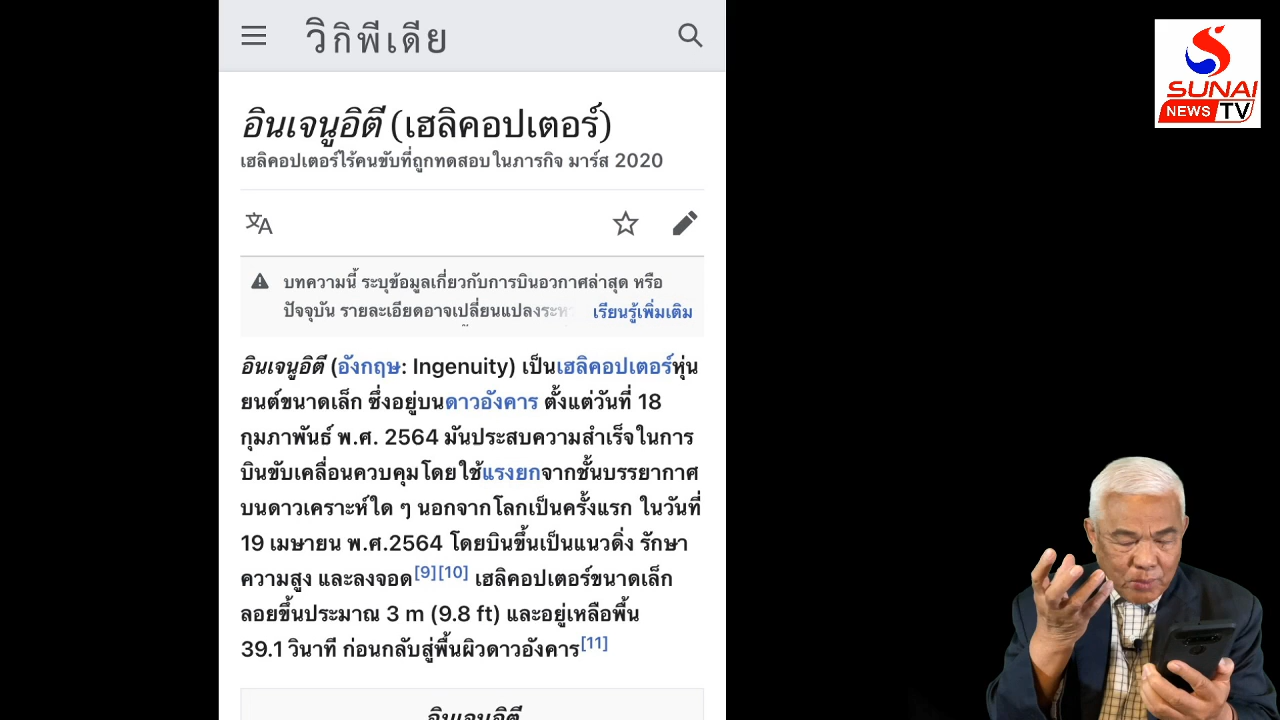 วิกิพีเดีย
SUNAI
NEWS TV
อินเจนูอิตี (เฮลิคอปเตอร์)
เฮลิคอปเตอร์ไร้คนขับที่ถูกทดสอบในภารกิจ มาร์ส 2020
บทความนี้ ระบุข้อมูลเกี่ยวกับการบินอวกาศล่าสุด หรือ
ปัจจุบัน รายละเอียดอาจเปลี่ยนแปลง เรียนรู้เพิ่มเติม
อินเจนูอิตี (อังกฤษ: Ingenuity) เป็นเฮลิคอปเตอร์หุ่น
ยนต์ขนาดเล็ก ซึ่งอยู่บนดาวอังคาร ตั้งแต่วันที่ 18
กุมภาพันธ์ พ.ศ. 2564 มันประสบความสำเร็จในการ
บินขับเคลื่อนควบคุมโดยใช้แรงยกจากชั้นบรรยากาศ
บนดาวเคราะห์ใด ๆ นอกจากโลกเป็นครั้งแรก ในวันที่
19 เมษายน พ.ศ.2564 โดยบินขึ้นเป็นแนวดิ่ง รักษา
ความสูง และลงจอด[9][10] เฮลิคอปเตอร์ขนาดเล็ก
ลอยขึ้นประมาณ 3 m (9.8 ft) และอยู่เหลือพื้น
39.1 วินาที ก่อนกลับสู่พื้นผิวดาวอังคาร[11]
อินเจนูอิตี